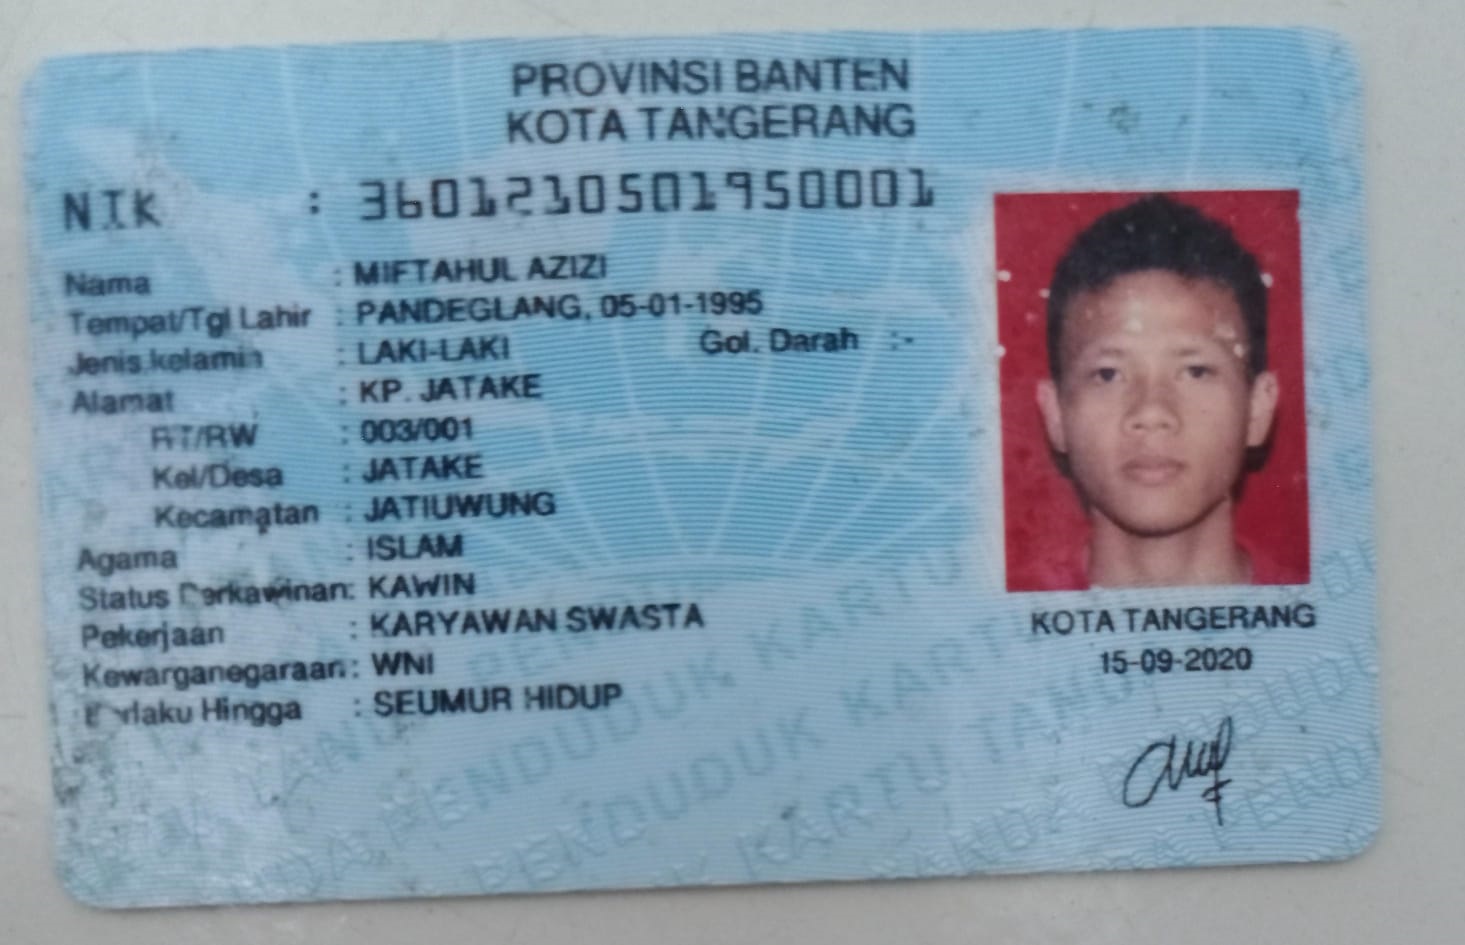 PROVINSI BANTEN
KOTA TANGERANG
NIK : 3601210501950001
Nama : MIFTAHUL AZIZI
Tempat/Tgl Lahir : PANDEGLANG, 05-01-1995
Jenis kelamin : LAKI-LAKI Gol. Darah :-
Alamat : KP. JATAKE
RT/RW : 003/001
Kel/Desa : JATAKE
Kecamatan : JATIUWUNG
Agama : ISLAM
Status Perkawinan: KAWIN
Pekerjaan : KARYAWAN SWASTA
Kewarganegaraan: WNI
Berlaku Hingga : SEUMUR HIDUP
KOTA TANGERANG
15-09-2020